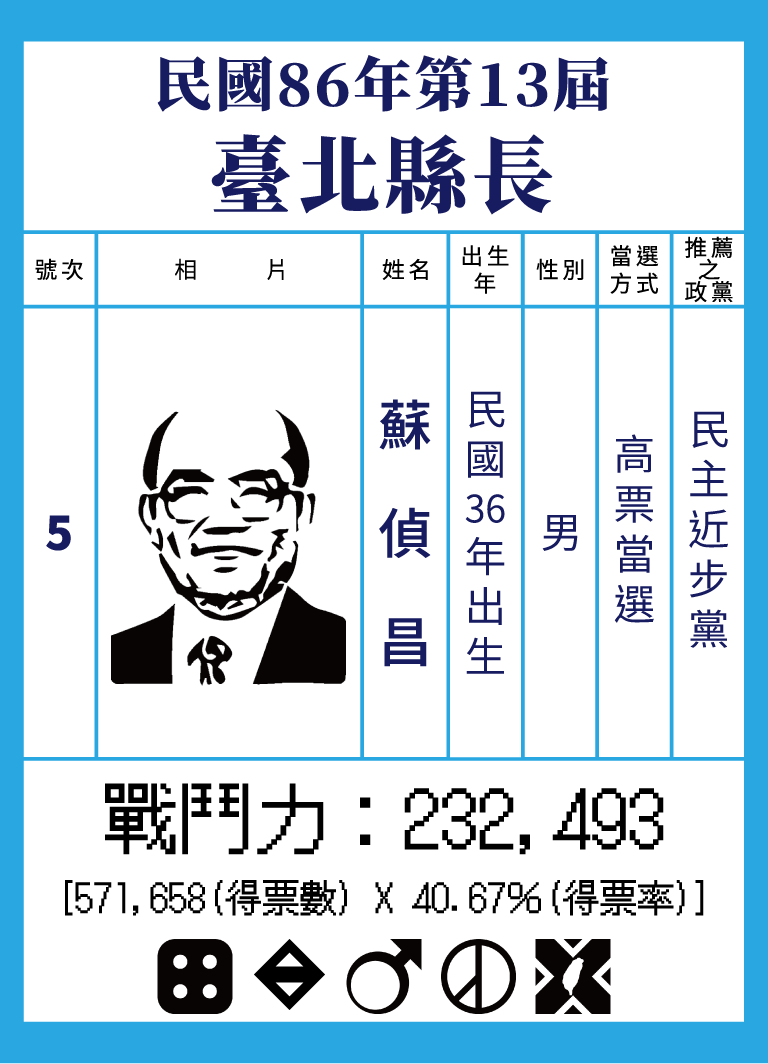 民國86年第13屆
臺北縣長
號次
相 片
姓名
出生
年
性別
當選
方式
推薦
之
政黨
5
蘇偵昌
民國36年出生
男
高票當選
民主近步黨
戰鬥力：232,493
[571,658(得票數) X 40.67%(得票率)]